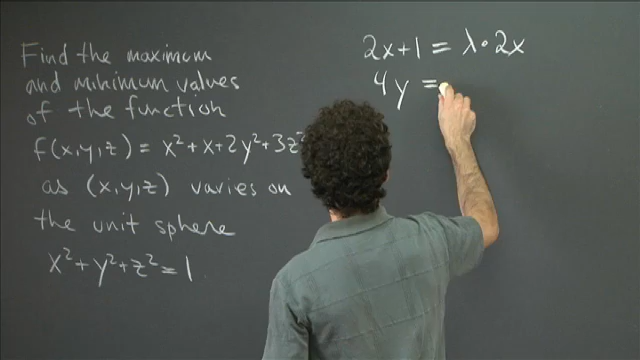 Find the maximum
and minimum values
of the function
f(x,y,z) = x² + x + 2y² + 3z²
as (x,y,z) varies on
the unit sphere
x² + y² + z² = 1
2x+1 = λ • 2x
4y =